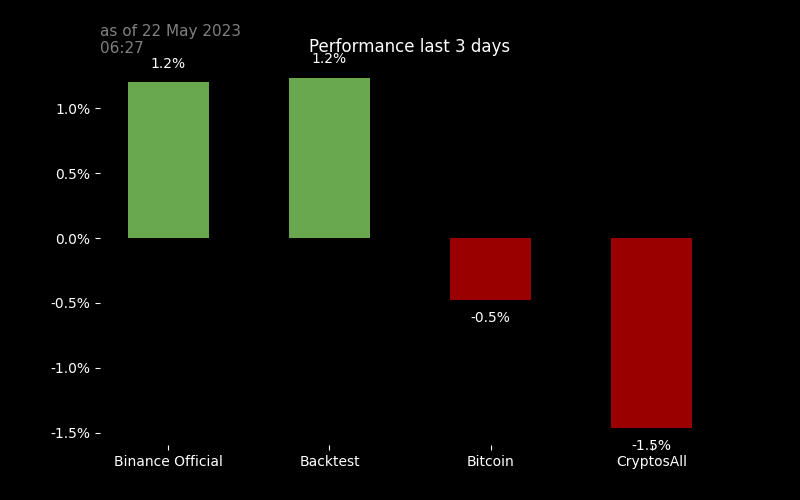 as of 22 May 2023
06:27
Performance last 3 days
1.2%
1.2%
1.0%
0.5%
0.0%
-0.5%
-0.5%
-1.0%
-1.5%
-1.5%
Binance Official
Backtest
Bitcoin
CryptosAll